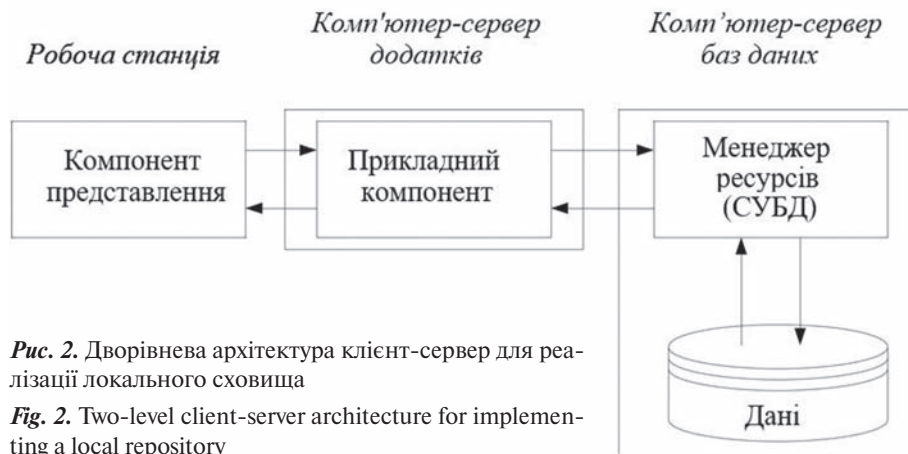 Робоча станція
Комп'ютер-сервер
додатків
Комп’ютер-сервер
баз даних
Компонент
представлення
Прикладний
компонент
Менеджер
ресурсів
(СУБД)
Дані
Рис. 2. Дворівнева архітектура клієнт-сервер для реа-
лізації локального сховища
Fig. 2. Two-level client-server architecture for implemen-
ting a local repository